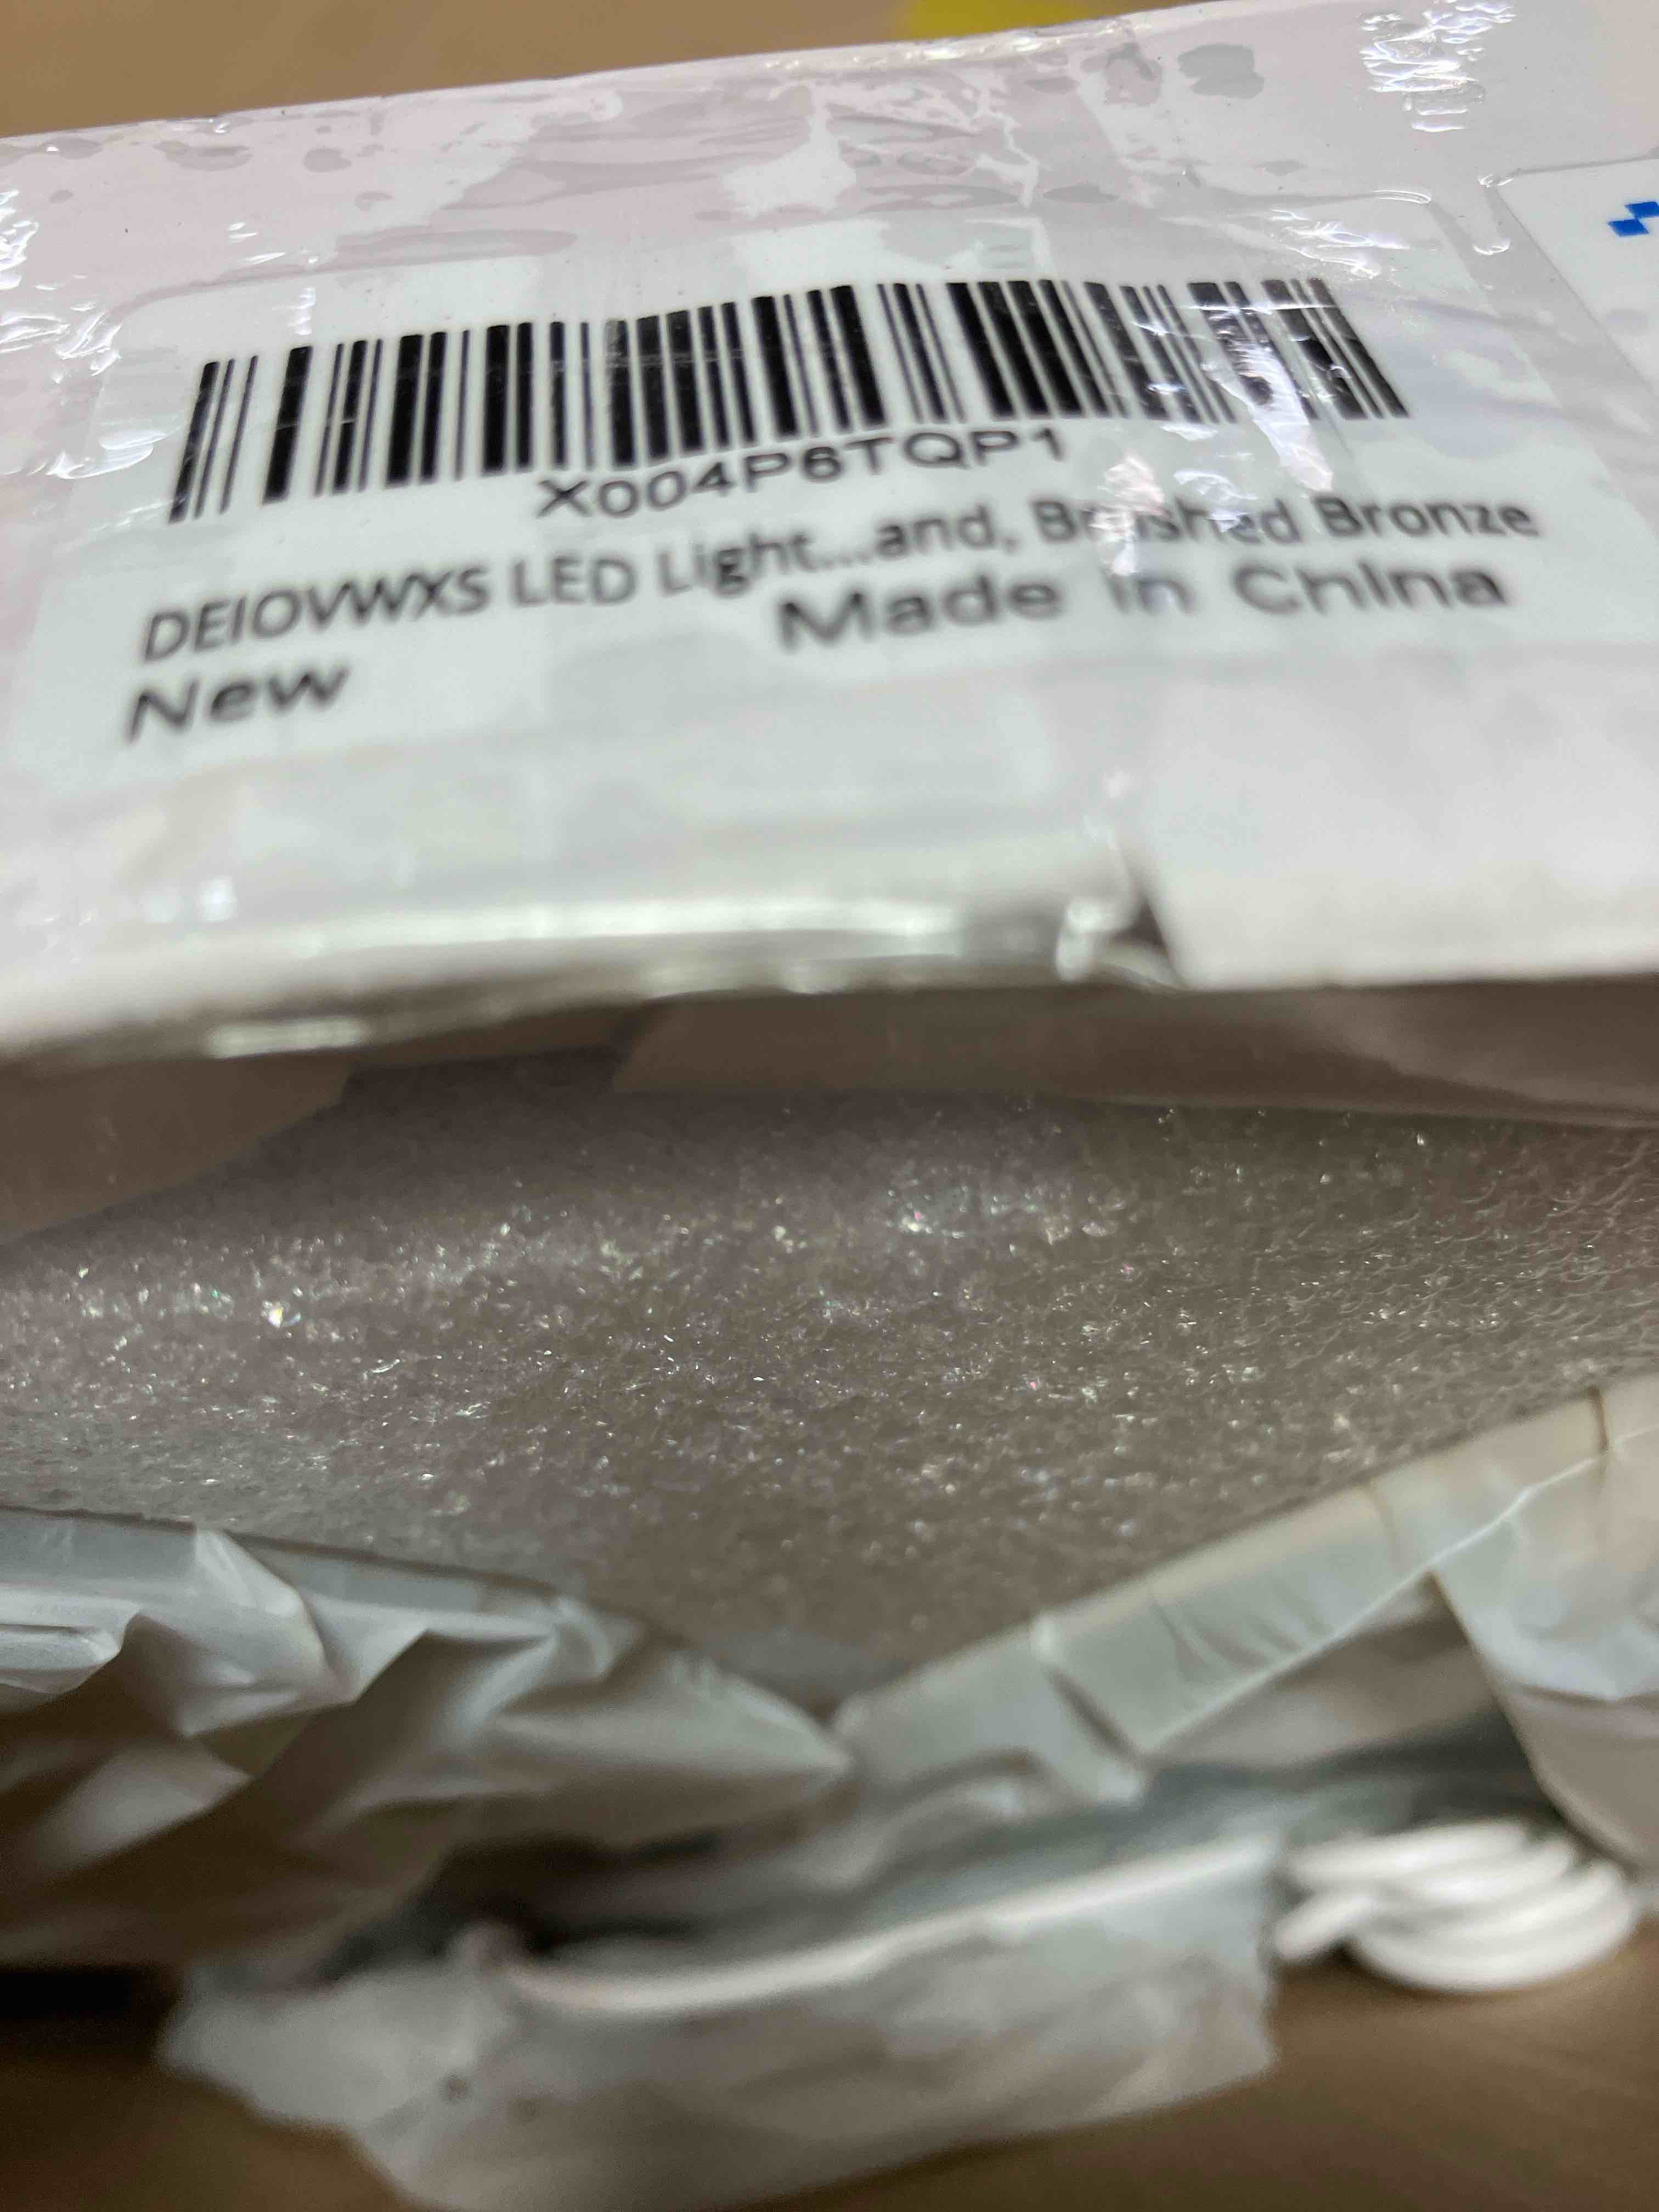 X004P6TQP1
DEIOVWXS LED Light...and, Brushed Bronze
New
Made in China